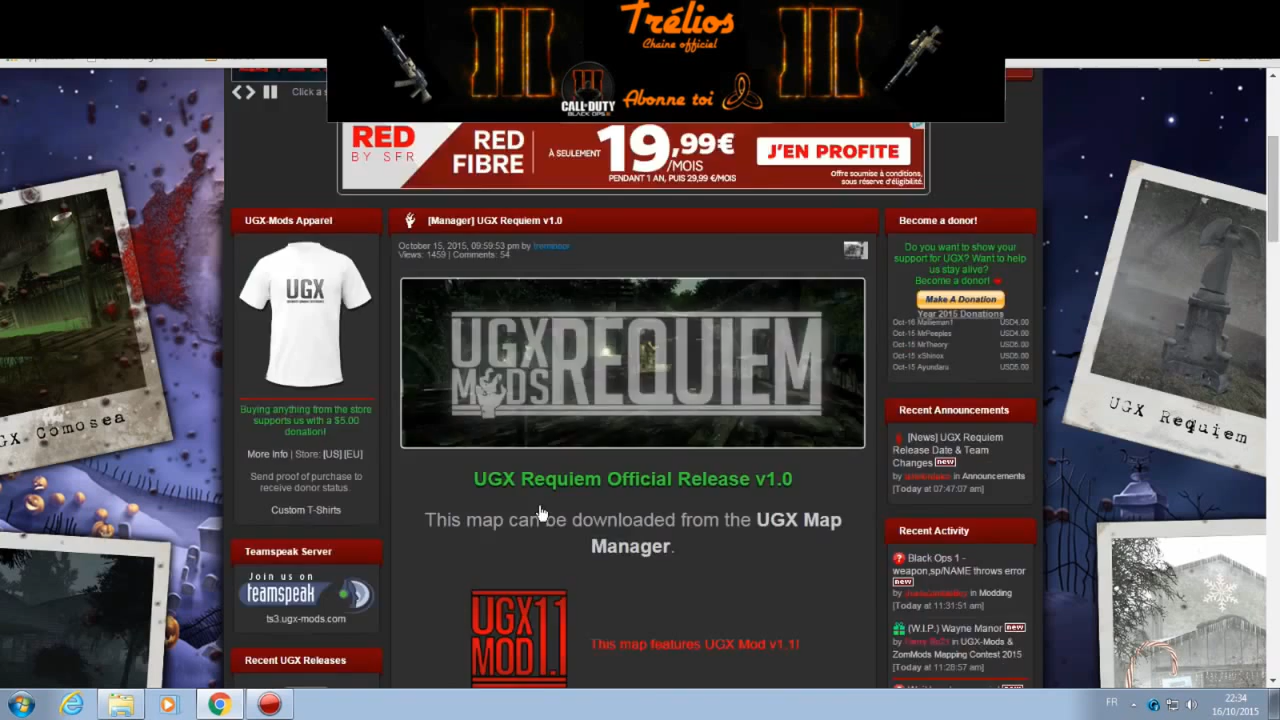 Trélios
Chaine officiel
CALL·DUTY
BLACK OPS III
Abonne toi
Click a s
RED
BY SFR
RED
FIBRE
À SEULEMENT
19,99€
/MOIS
PENDANT 1 AN, PUIS 29,99 €/MOIS
J'EN PROFITE
Offre soumise à conditions,
sous réserve d'éligibilité.
UGX-Mods Apparel
UGX
Buying anything from the store
supports us with a $5.00
donation!
More Info | Store: [US] [EU]
Send proof of purchase to
receive donor status.
Custom T-Shirts
Teamspeak Server
Join us on
teamspeak
ts3.ugx-mods.com
Recent UGX Releases
[Manager] UGX Requiem v1.0
October 15, 2015, 09:59:53 pm by treminaor
Views: 1459 | Comments: 54
UGX
MODS
REQUIEM
UGX Requiem Official Release v1.0
This map can be downloaded from the UGX Map
Manager.
UGX
MOD 1.1
This map features UGX Mod v1.1!
Become a donor!
Do you want to show your
support for UGX? Want to help
us stay alive?
Become a donor!
Make A Donation
Year 2015 Donations
Oct-16 Mallieman1 USD4.00
Oct-15 MrPeeples USD5.00
Oct-15 MrTheory USD5.00
Oct-15 xShinox USD5.00
Oct-15 Ayundaru USD5.00
Recent Announcements
[News] UGX Requiem
Release Date & Team
Changes new
by in Announcements
[Today at 07:47:07 am]
Recent Activity
Black Ops 1 -
weapon,sp/NAME throws error
new
by in Modding
[Today at 11:31:51 am]
(W.I.P.) Wayne Manor new
by in UGX-Mods &
ZomMods Mapping Contest 2015
[Today at 11:28:57 am]
GX Comosea
UGX Requiem
FR
22:34
16/10/2015